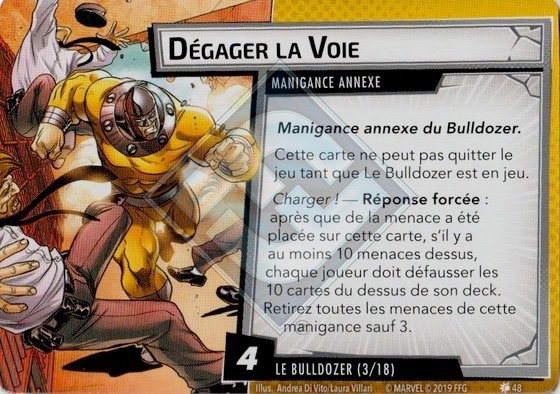 DÉGAGER LA VOIE
MANIGANCE ANNEXE
Manigance annexe du Bulldozer.
Cette carte ne peut pas quitter le
jeu tant que Le Bulldozer est en jeu.
Charger ! — Réponse forcée :
après que de la menace a été
placée sur cette carte, s'il y a
au moins 10 menaces dessus,
chaque joueur doit défausser les
10 cartes du dessus de son deck.
Retirez toutes les menaces de cette
manigance sauf 3.
4
LE BULLDOZER (3/18)
Illus. Andrea Di Vito/Laura Villari
© MARVEL © 2019 FFG
48